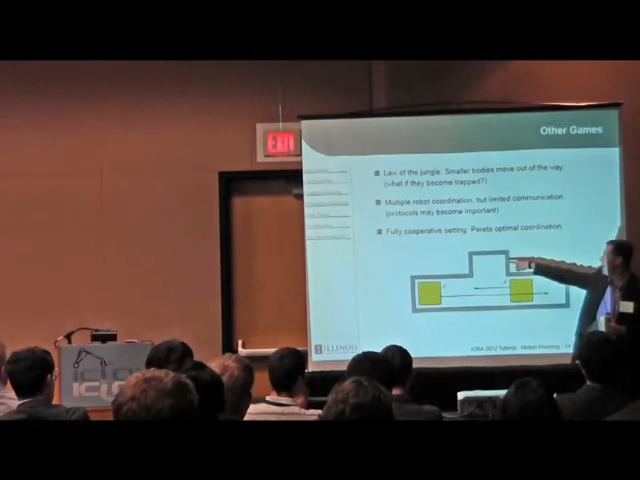 EXIT
Other Games
Law of the jungle: Smaller bodies move out of the way.
(what if they become trapped?)
Multiple robot coordination, but limited communication.
(protocols may become important)
Fully cooperative setting: Pareto optimal coordination.
ILLINOIS
ICRA 2012 Tutorial - Motion Planning - 14